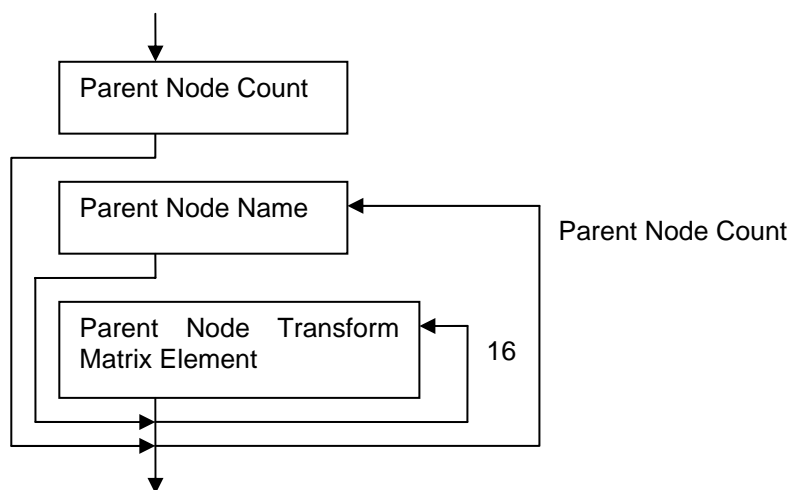 Parent Node Count
Parent Node Name
Parent Node Count
Parent Node Transform
Matrix Element
16